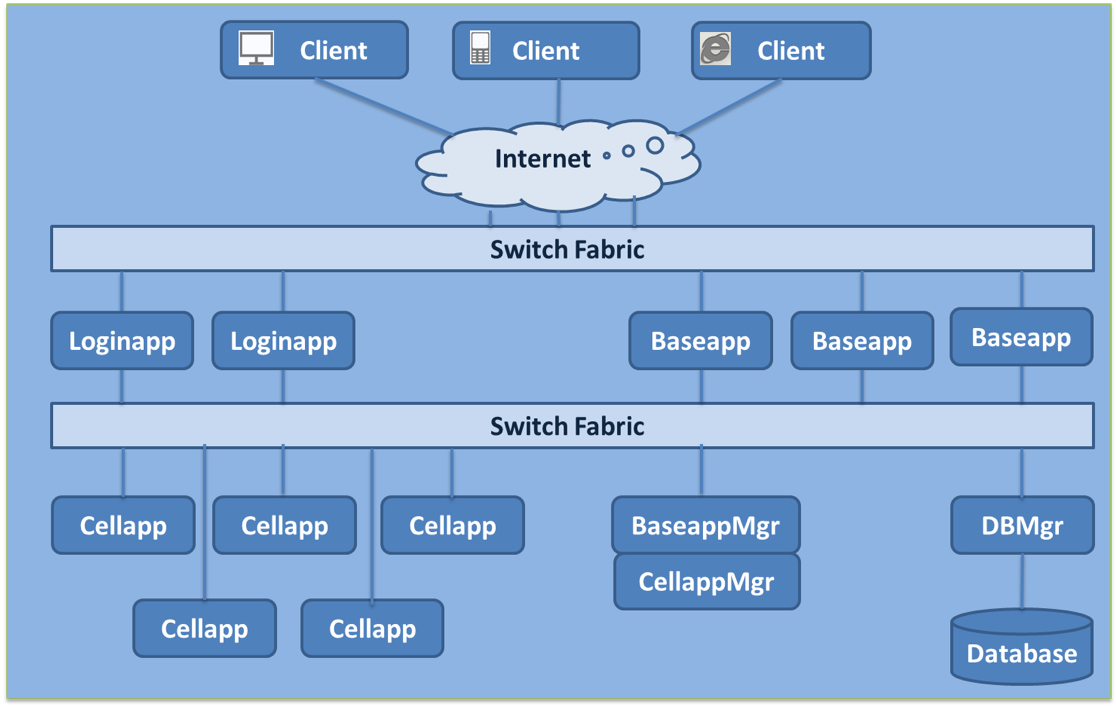 Client
Client
Client
Internet
Switch Fabric
Loginapp
Loginapp
Baseapp
Baseapp
Baseapp
Switch Fabric
Cellapp
Cellapp
Cellapp
BaseappMgr
DBMgr
CellappMgr
Cellapp
Cellapp
Database